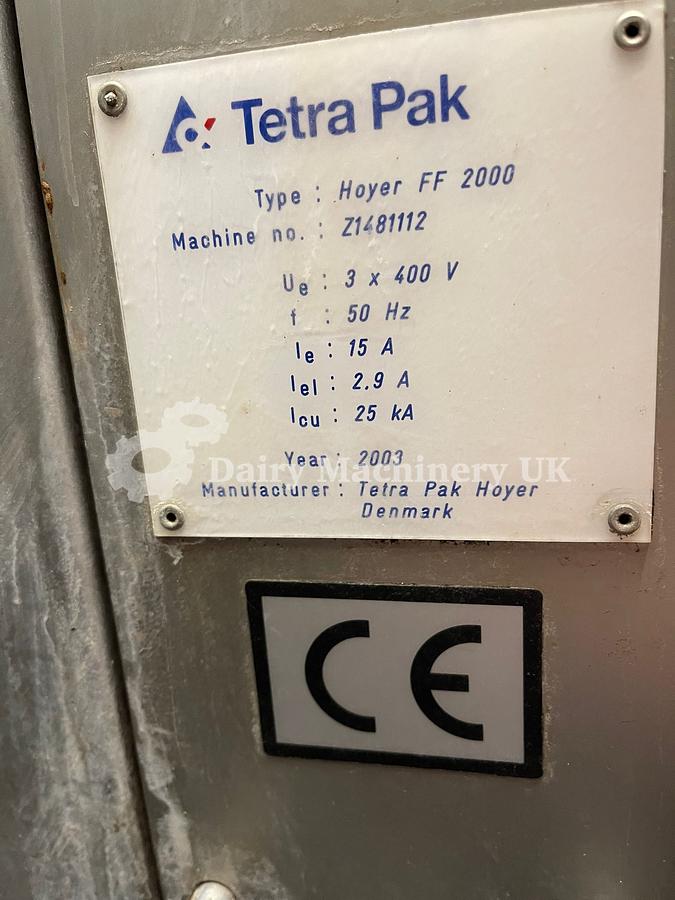 Tetra Pak
Type : Hoyer FF 2000
Machine no. : Z1481112
Ue : 3 x 400 V
f : 50 Hz
Ie : 15 A
Iel : 2.9 A
Icu : 25 kA
Year : 2003
Dairy Machinery UK
Manufacturer : Tetra Pak Hoyer
Denmark
CE